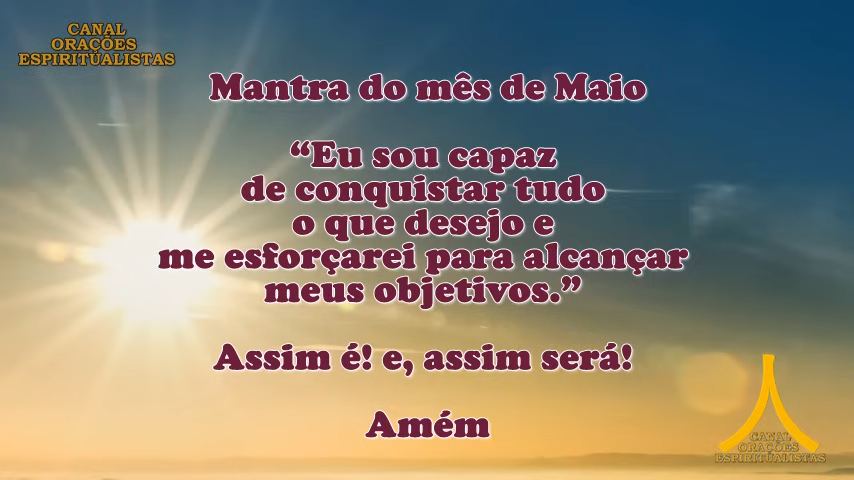 CANAL
ORAÇÕES
ESPIRITUALISTAS
Mantra do mês de Maio
“Eu sou capaz
de conquistar tudo
o que desejo e
me esforçarei para alcançar
meus objetivos.”
Assim é! e, assim será!
Amém
CANAL
ORAÇÕES
ESPIRITUALISTAS